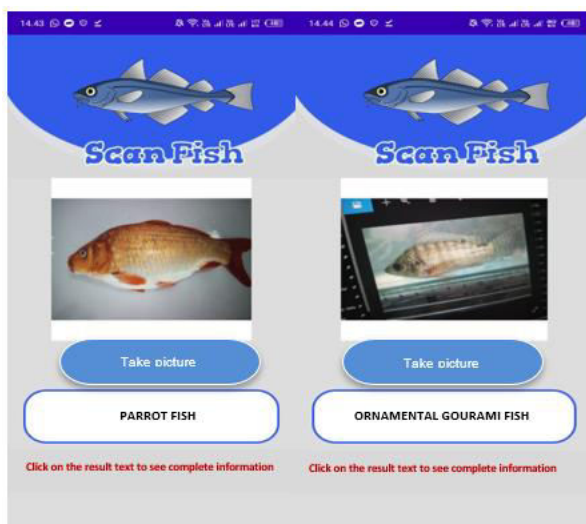 14.43
Scan Fish
Take picture
PARROT FISH
Click on the result text to see complete information
14.44
Scan Fish
Take picture
ORNAMENTAL GOURAMI FISH
Click on the result text to see complete information